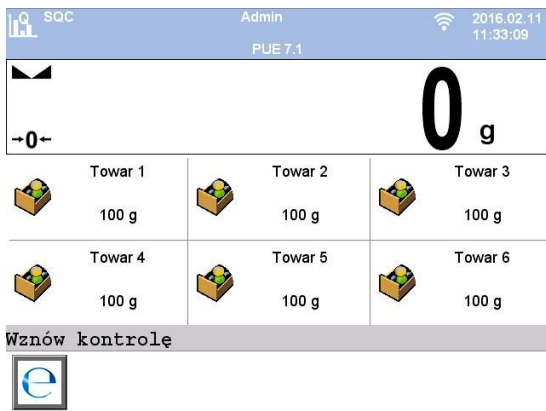 SQC Admin 2016.02.11
11:33:09
PUE 7.1
0 g
→0←
Towar 1 Towar 2 Towar 3
100 g 100 g 100 g
Towar 4 Towar 5 Towar 6
100 g 100 g 100 g
Wznów kontrolę
e